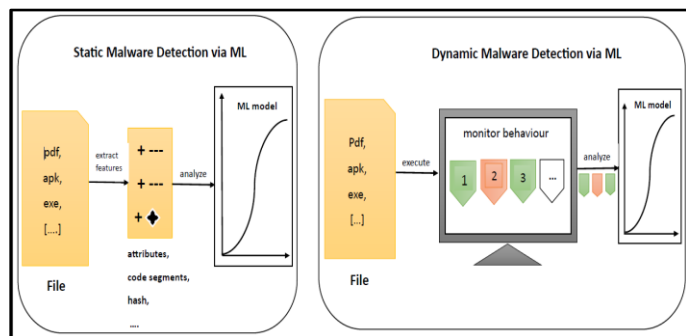 Static Malware Detection via ML
pdf,
apk,
exe,
[....]
File
extract
features
+ ---
+ ---
+
attributes,
code segments,
hash,
....
analyze
ML model
Dynamic Malware Detection via ML
Pdf,
apk,
exe,
[...]
File
execute
monitor behaviour
1
2
3
...
analyze
ML model